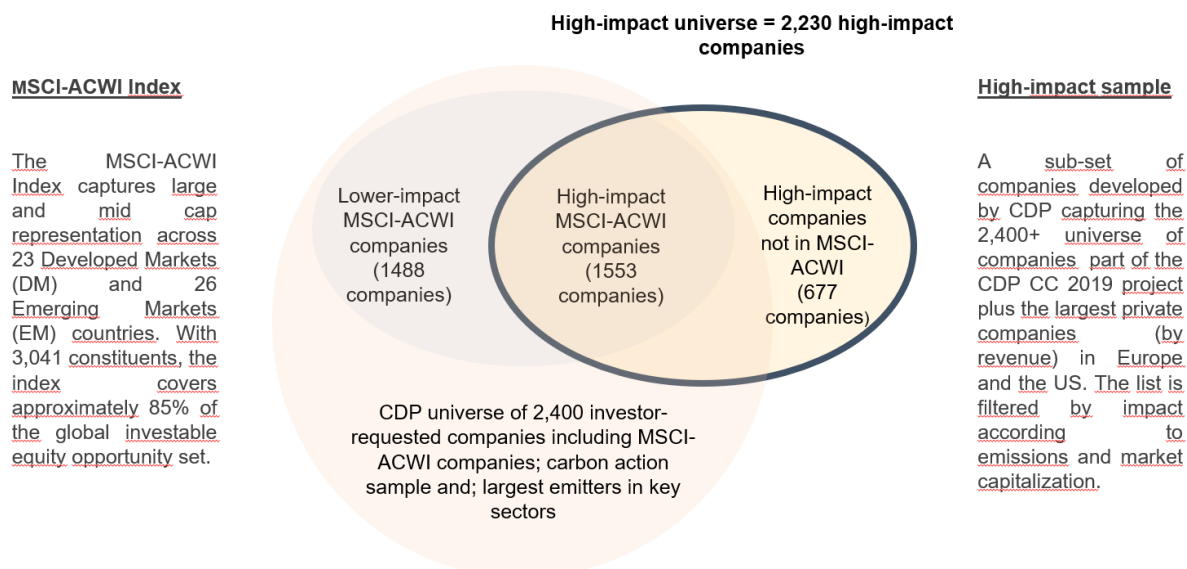 High-impact universe = 2,230 high-impact
companies
MSCI-ACWI Index
The MSCI-ACWI
Index captures large
and mid cap
representation across
23 Developed Markets
(DM) and 26
Emerging Markets
(EM) countries. With
3,041 constituents, the
index covers
approximately 85% of
the global investable
equity opportunity set.
Lower-impact
MSCI-ACWI
companies
(1488
companies)
High-impact
MSCI-ACWI
companies
(1553
companies)
High-impact
companies
not in MSCI-
ACWI
(677
companies)
CDP universe of 2,400 investor-
requested companies including MSCI-
ACWI companies; carbon action
sample and; largest emitters in key
sectors
High-impact sample
A sub-set of
companies developed
by CDP capturing the
2,400+ universe of
companies part of the
CDP CC 2019 project
plus the largest private
companies (by
revenue) in Europe
and the US. The list is
filtered by impact
according to
emissions and market
capitalization.